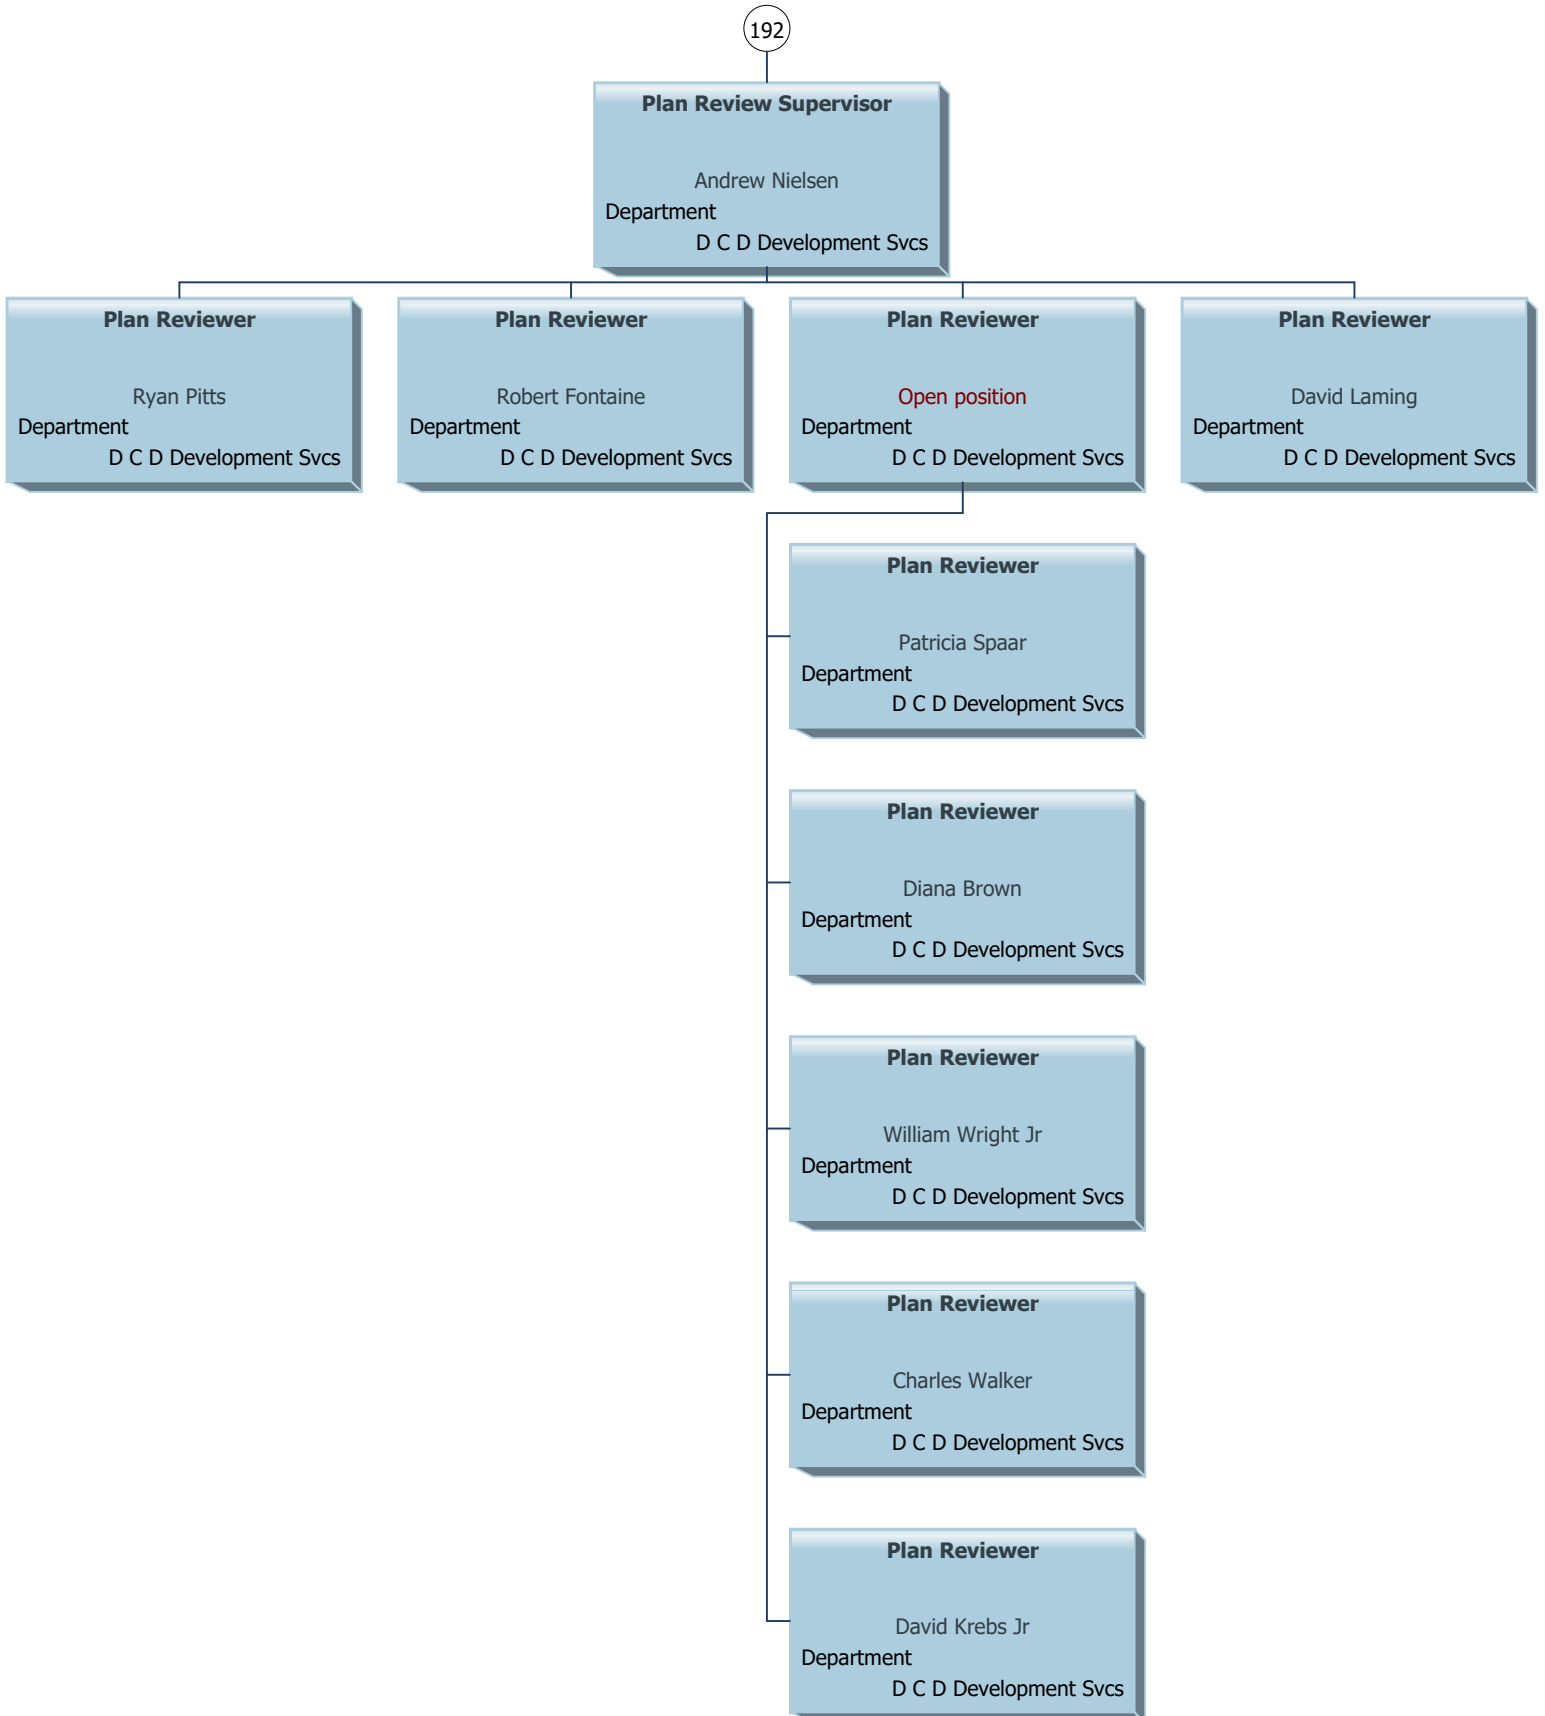 192
Plan Review Supervisor
Andrew Nielsen
Department
D C D Development Svcs
Plan Reviewer
Ryan Pitts
Department
D C D Development Svcs
Plan Reviewer
Robert Fontaine
Department
D C D Development Svcs
Plan Reviewer
Open position
Department
D C D Development Svcs
Plan Reviewer
David Laming
Department
D C D Development Svcs
Plan Reviewer
Patricia Spaar
Department
D C D Development Svcs
Plan Reviewer
Diana Brown
Department
D C D Development Svcs
Plan Reviewer
William Wright Jr
Department
D C D Development Svcs
Plan Reviewer
Charles Walker
Department
D C D Development Svcs
Plan Reviewer
David Krebs Jr
Department
D C D Development Svcs